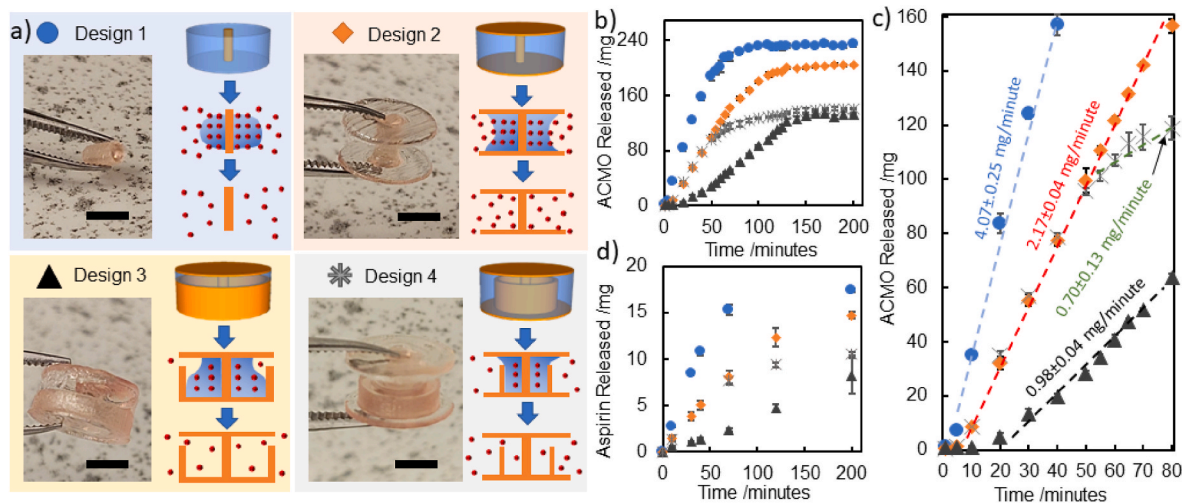 a)
Design 1
Design 2
Design 3
Design 4
b)
ACMO Released /mg
240
160
80
0
0 50 100 150 200
Time /minutes
c)
ACMO Released /mg
160
140
120
100
80
60
40
20
0
4.07±0.25 mg/minute
2.17±0.04 mg/minute
0.70±0.13 mg/minute
0.98±0.04 mg/minute
0 10 20 30 40 50 60 70 80
Time /minutes
d)
Aspirin Released /mg
20
15
10
5
0
0 50 100 150 200
Time /minutes